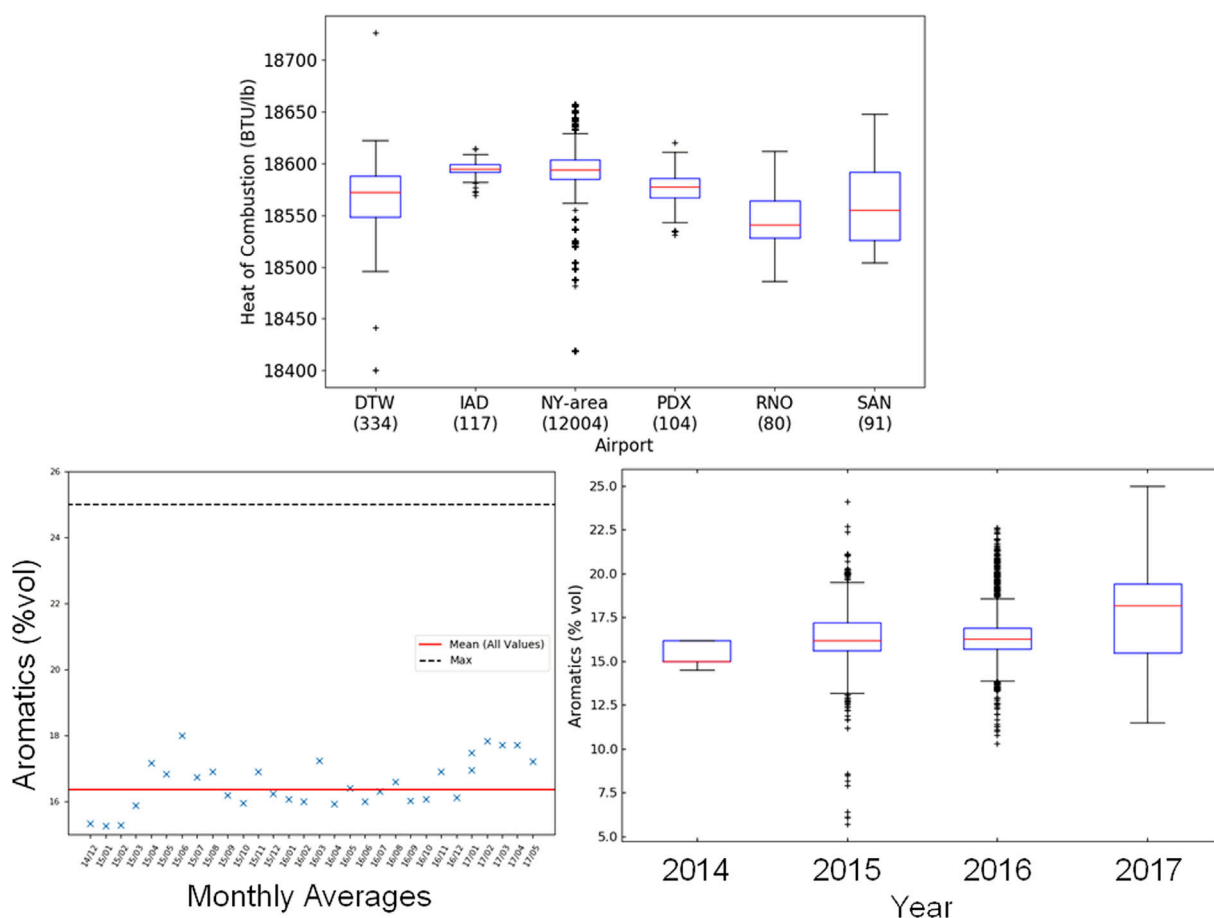 18700
18650
18600
18550
18500
18450
18400
Heat of Combustion (BTU/lb)
DTW IAD NY-area PDX RNO SAN
(334) (117) (12004) (104) (80) (91)
Airport
26
24
22
20
18
16
Aromatics (%vol)
Mean (All Values)
Max
14/12 15/01 15/02 15/03 15/04 15/05 15/06 15/07 15/08 15/09 15/10 15/11 15/12 16/01 16/02 16/03 16/04 16/05 16/06 16/07 16/08 16/09 16/10 16/11 16/12 17/01 17/02 17/03 17/04 17/05
Monthly Averages
25.0
22.5
20.0
17.5
15.0
12.5
10.0
7.5
5.0
Aromatics (% vol)
2014 2015 2016 2017
Year